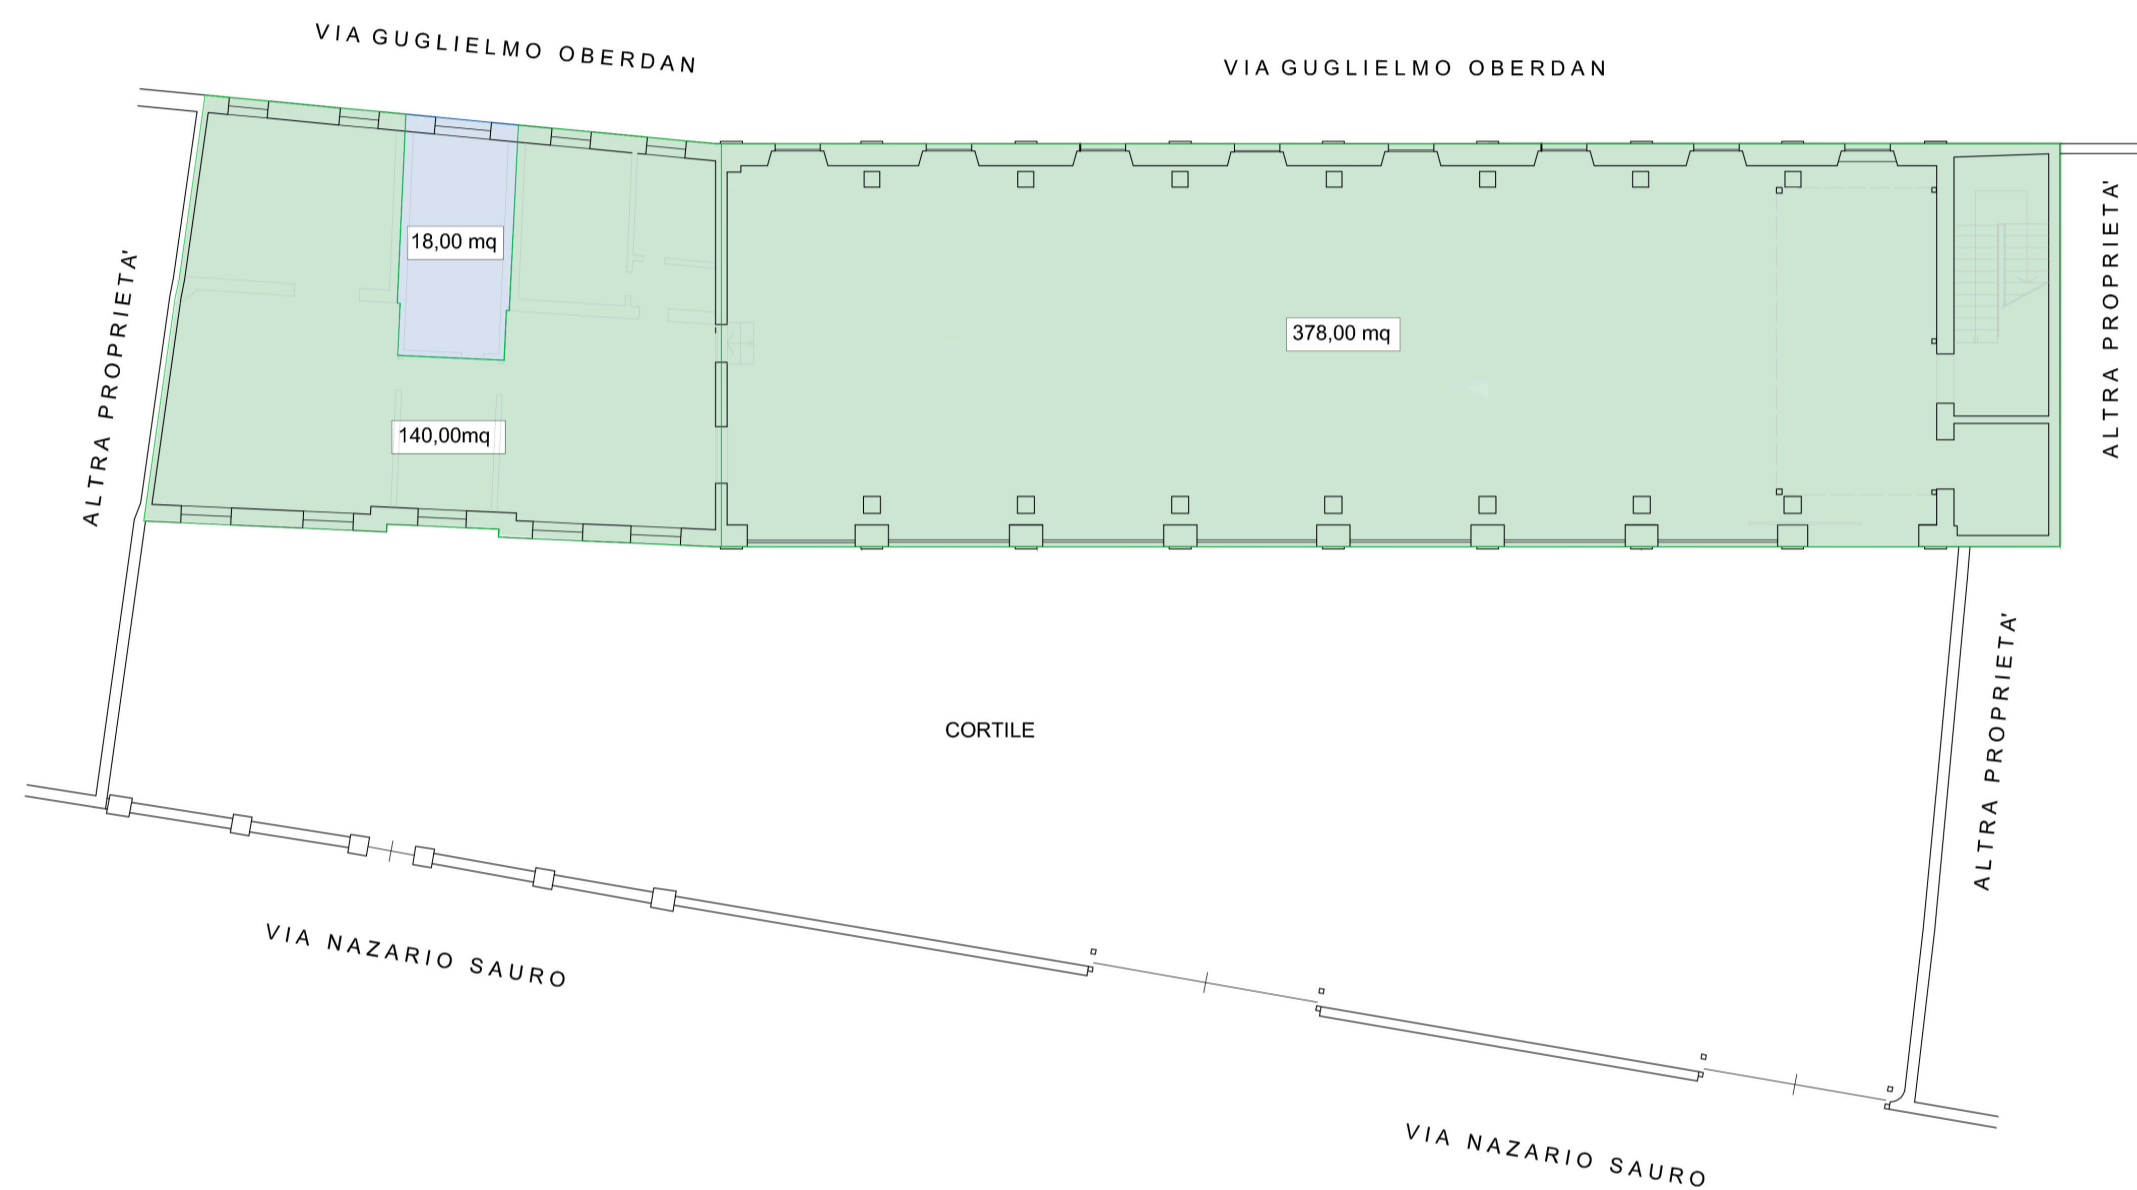 VIA GUGLIELMO OBERDAN
VIA GUGLIELMO OBERDAN
ALTRA PROPRIETA'
18,00 mq
378,00 mq
ALTRA PROPRIETA'
140,00mq
CORTILE
ALTRA PROPRIETA'
VIA NAZARIO SAURO
VIA NAZARIO SAURO